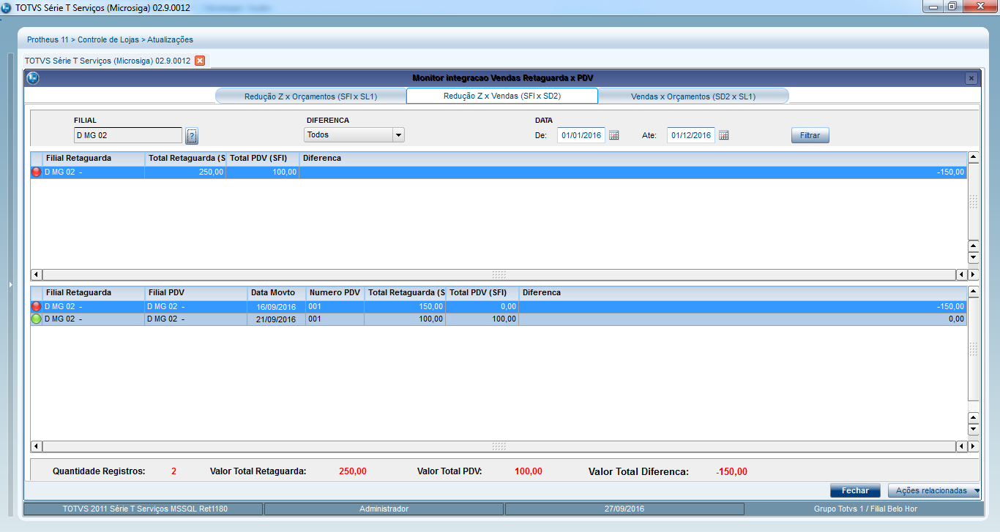 TOTVS Série T Serviços (Microsiga) 02.9.0012
Protheus 11 > Controle de Lojas > Atualizações
TOTVS Série T Serviços (Microsiga) 02.9.0012
Monitor integracao Vendas Retaguarda x PDV
Redução Z x Orçamentos (SFI x SL1) Redução Z x Vendas (SFI x SD2) Vendas x Orçamentos (SD2 x SL1)
FILIAL DIFERENCA DATA
D MG 02 ? Todos De: 01/01/2016 Ate: 01/12/2016 Filtrar
Filial Retaguarda Total Retaguarda (S Total PDV (SFI) Diferenca
D MG 02 - 250,00 100,00 -150,00
Filial Retaguarda Filial PDV Data Movto Numero PDV Total Retaguarda (S Total PDV (SFI) Diferenca
D MG 02 - D MG 02 - 16/09/2016 001 150,00 0,00 -150,00
D MG 02 - D MG 02 - 21/09/2016 001 100,00 100,00 0,00
Quantidade Registros: 2 Valor Total Retaguarda: 250,00 Valor Total PDV: 100,00 Valor Total Diferenca: -150,00
Fechar Ações relacionadas
TOTVS 2011 Série T Serviços MSSQL Ret1180 Administrador 27/09/2016 Grupo Totvs 1 / Filial Belo Hor